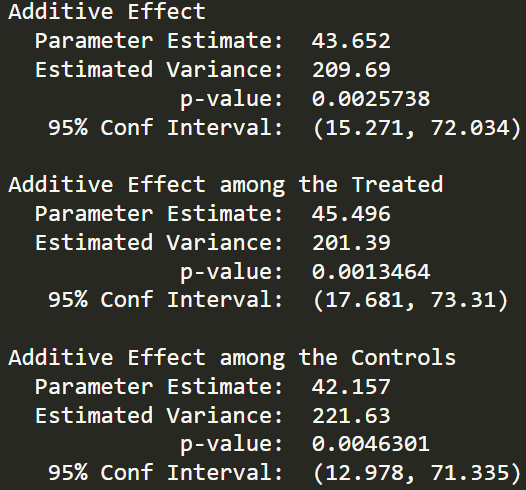 Additive Effect
Parameter Estimate: 43.652
Estimated Variance: 209.69
p-value: 0.0025738
95% Conf Interval: (15.271, 72.034)
Additive Effect among the Treated
Parameter Estimate: 45.496
Estimated Variance: 201.39
p-value: 0.0013464
95% Conf Interval: (17.681, 73.31)
Additive Effect among the Controls
Parameter Estimate: 42.157
Estimated Variance: 221.63
p-value: 0.0046301
95% Conf Interval: (12.978, 71.335)